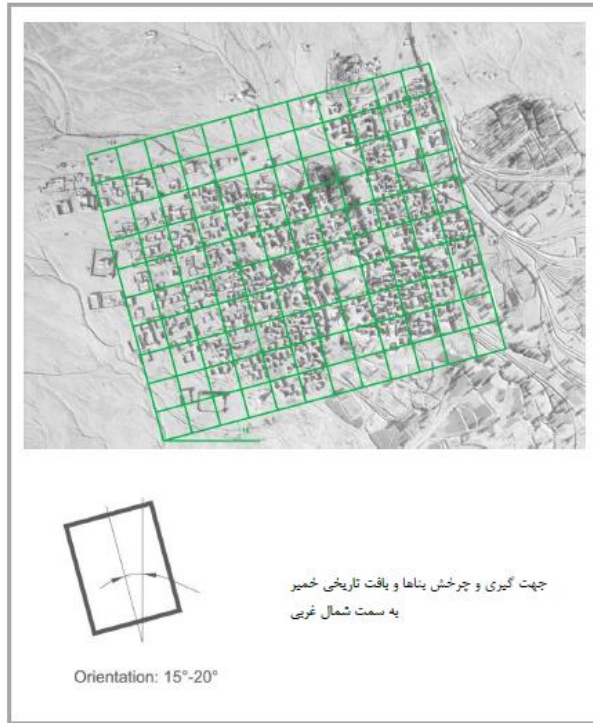 جهت گیری و چرخش بناها و بافت تاریخی خمیر
به سمت شمال غربی
Orientation: 15°-20°